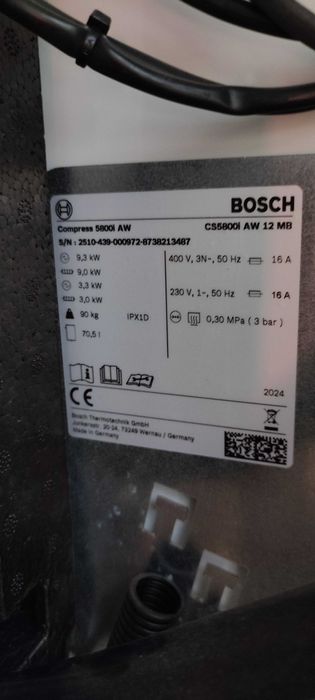 BOSCH
Compress 5800i AW
CS5800i AW 12 MB
S/N : 2510-439-000972-8738213487
9,3 kW
9,0 kW
3,3 kW
3,0 kW
90 kg
70,5 l
IPX1D
400 V, 3N~, 50 Hz 16 A
230 V, 1~, 50 Hz 16 A
0,30 MPa ( 3 bar )
2024
CE
Bosch Thermotechnik GmbH
Junkersstr. 20-24, 73249 Wernau / Germany
Made in Germany